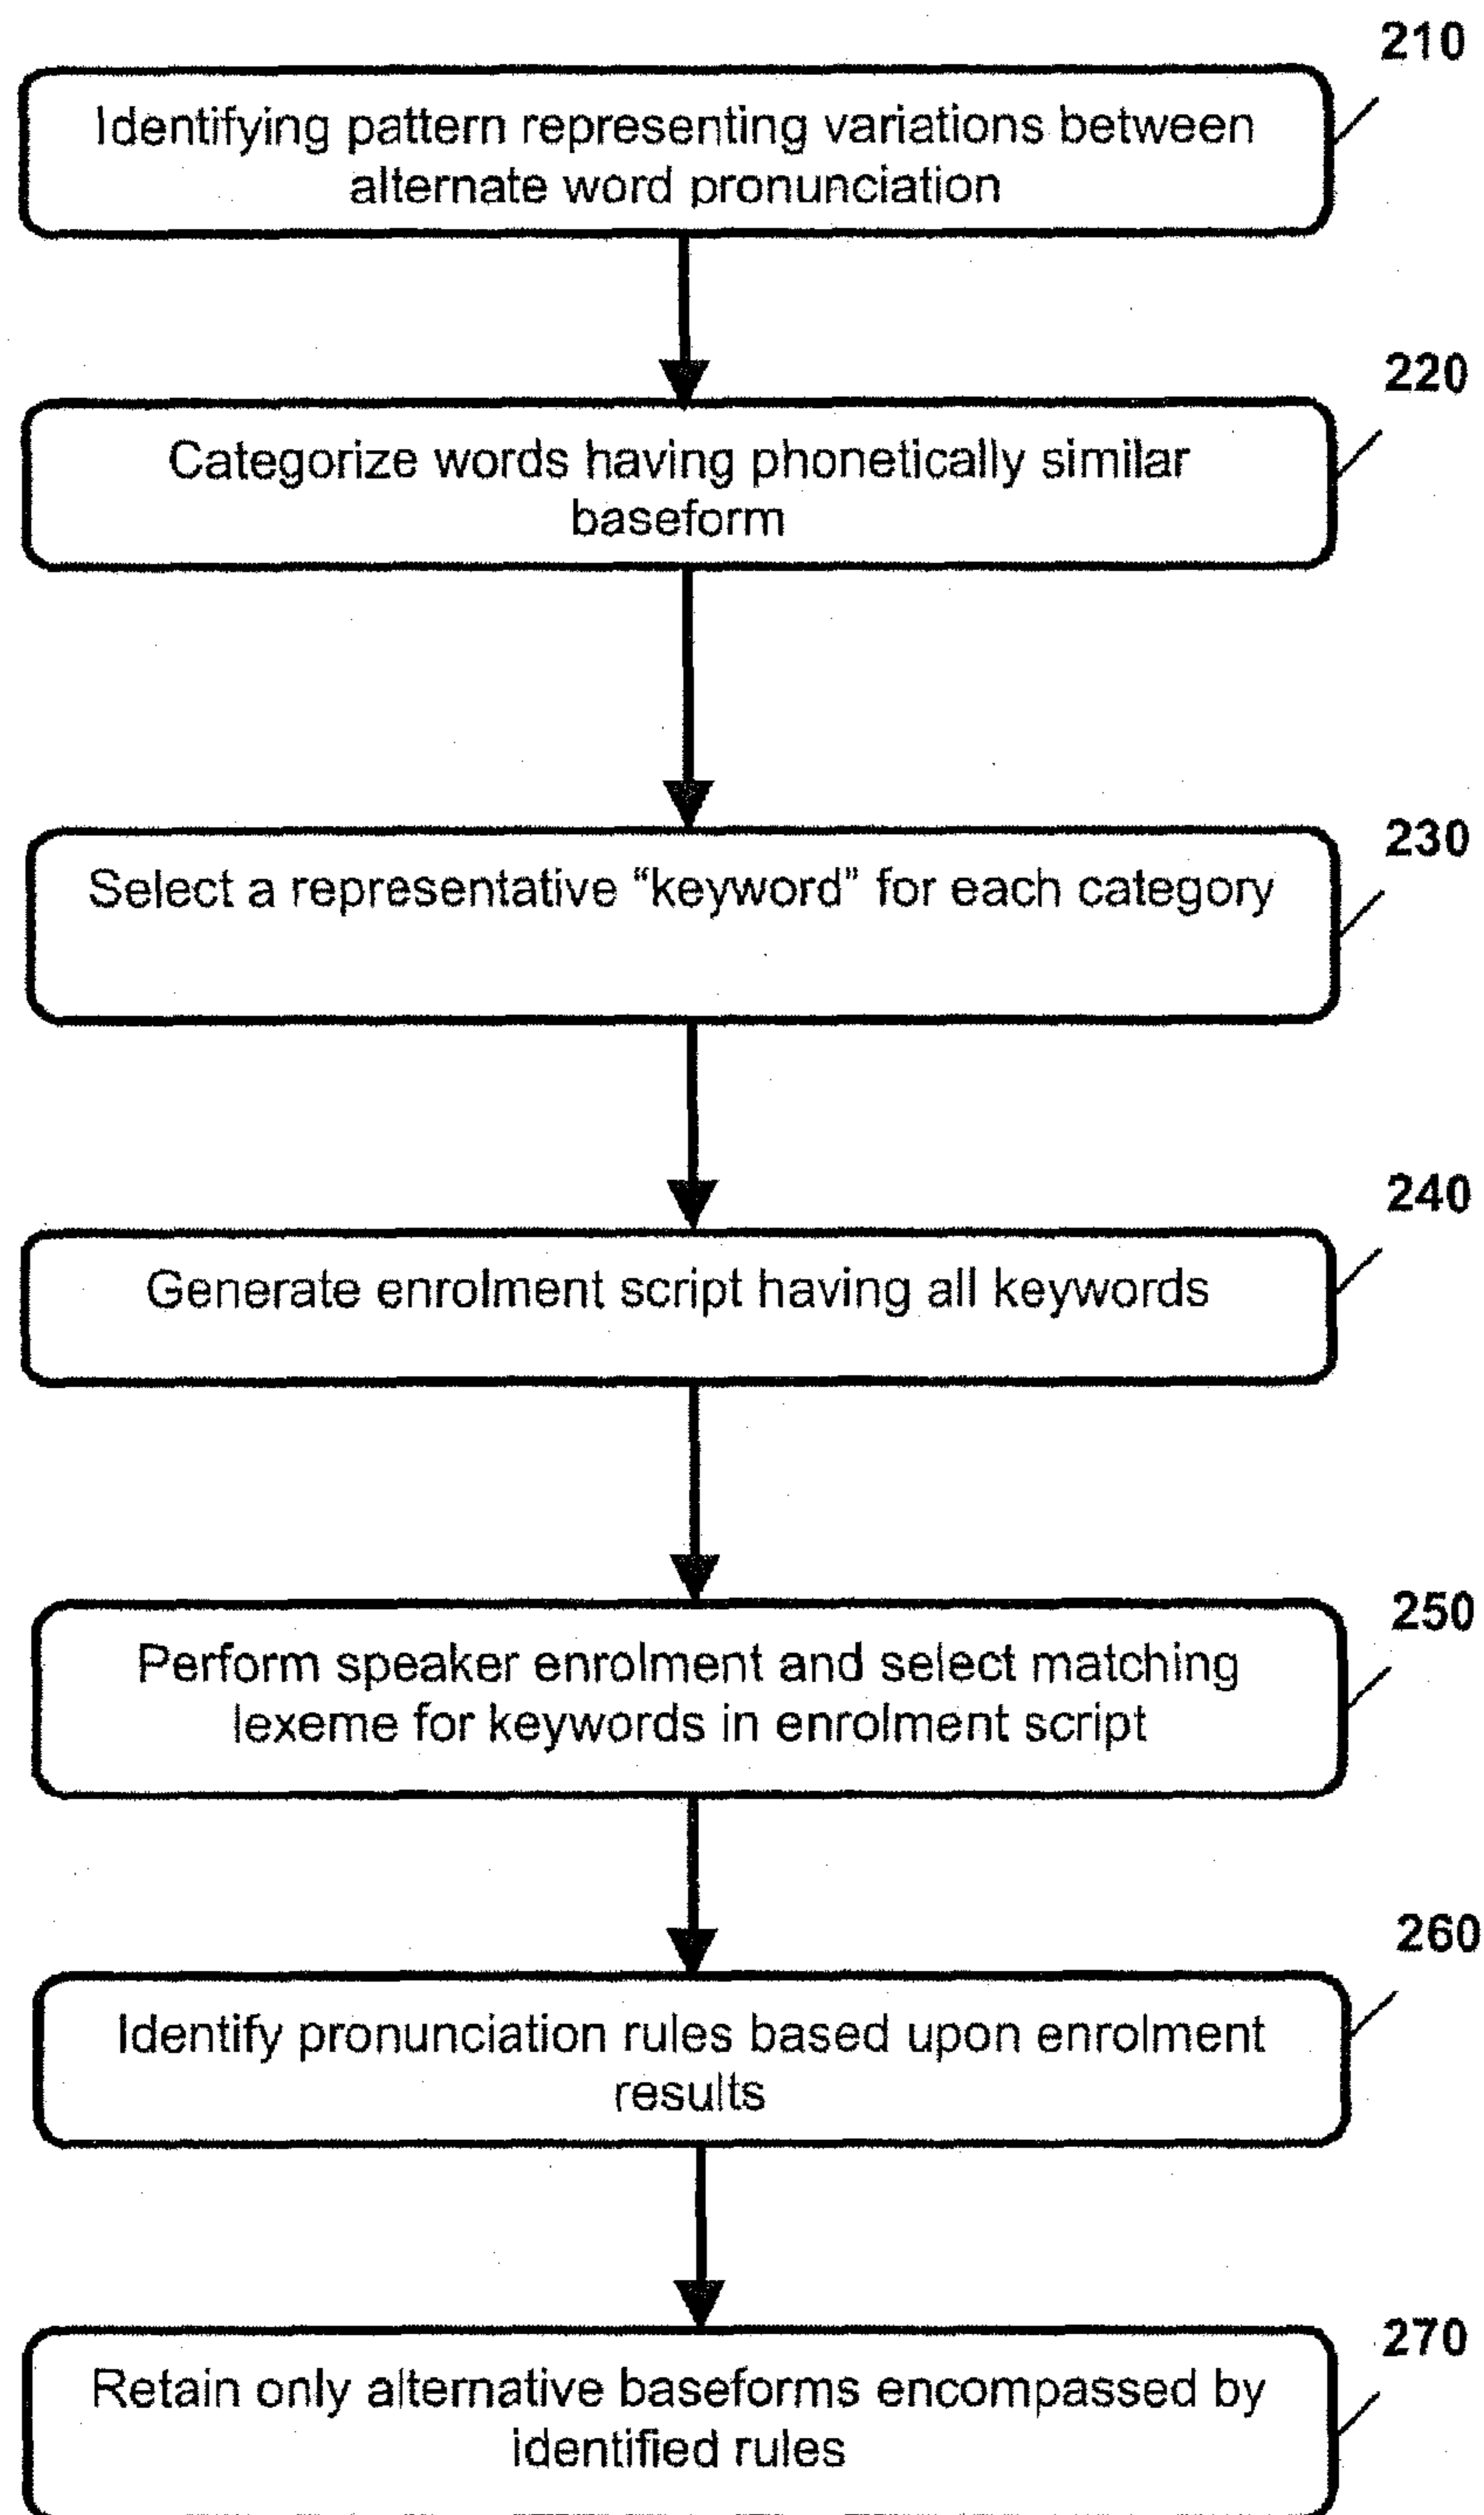 210
Identifying pattern representing variations between
alternate word pronunciation
220
Categorize words having phonetically similar
baseform
230
Select a representative “keyword” for each category
240
Generate enrolment script having all keywords
250
Perform speaker enrolment and select matching
lexeme for keywords in enrolment script
260
Identify pronunciation rules based upon enrolment
results
270
Retain only alternative baseforms encompassed by
identified rules